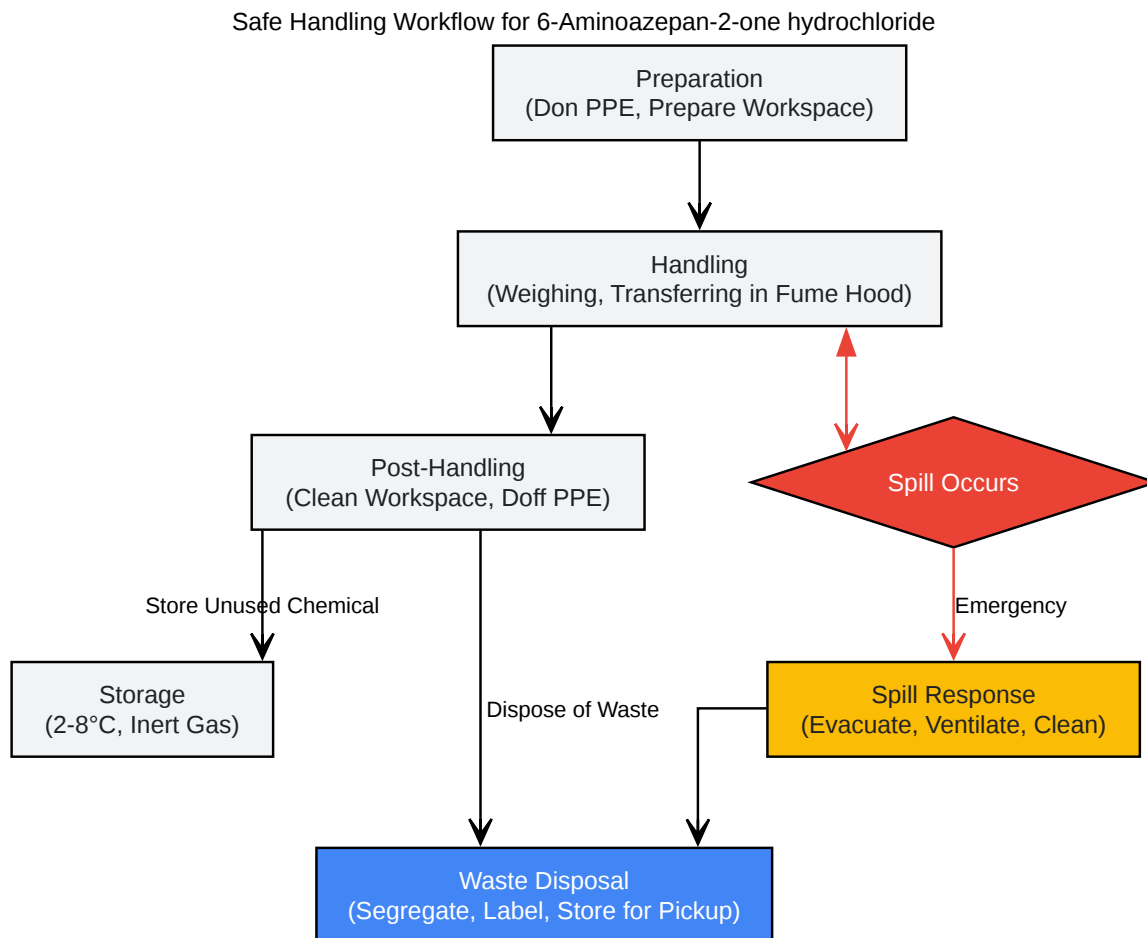 Safe Handling Workflow for 6-Aminoazepan-2-one hydrochloride
Preparation
(Don PPE, Prepare Workspace)
Handling
(Weighing, Transferring in Fume Hood)
Post-Handling
(Clean Workspace, Doff PPE)
Spill Occurs
Store Unused Chemical
Emergency
Storage
(2-8°C, Inert Gas)
Dispose of Waste
Spill Response
(Evacuate, Ventilate, Clean)
Waste Disposal
(Segregate, Label, Store for Pickup)